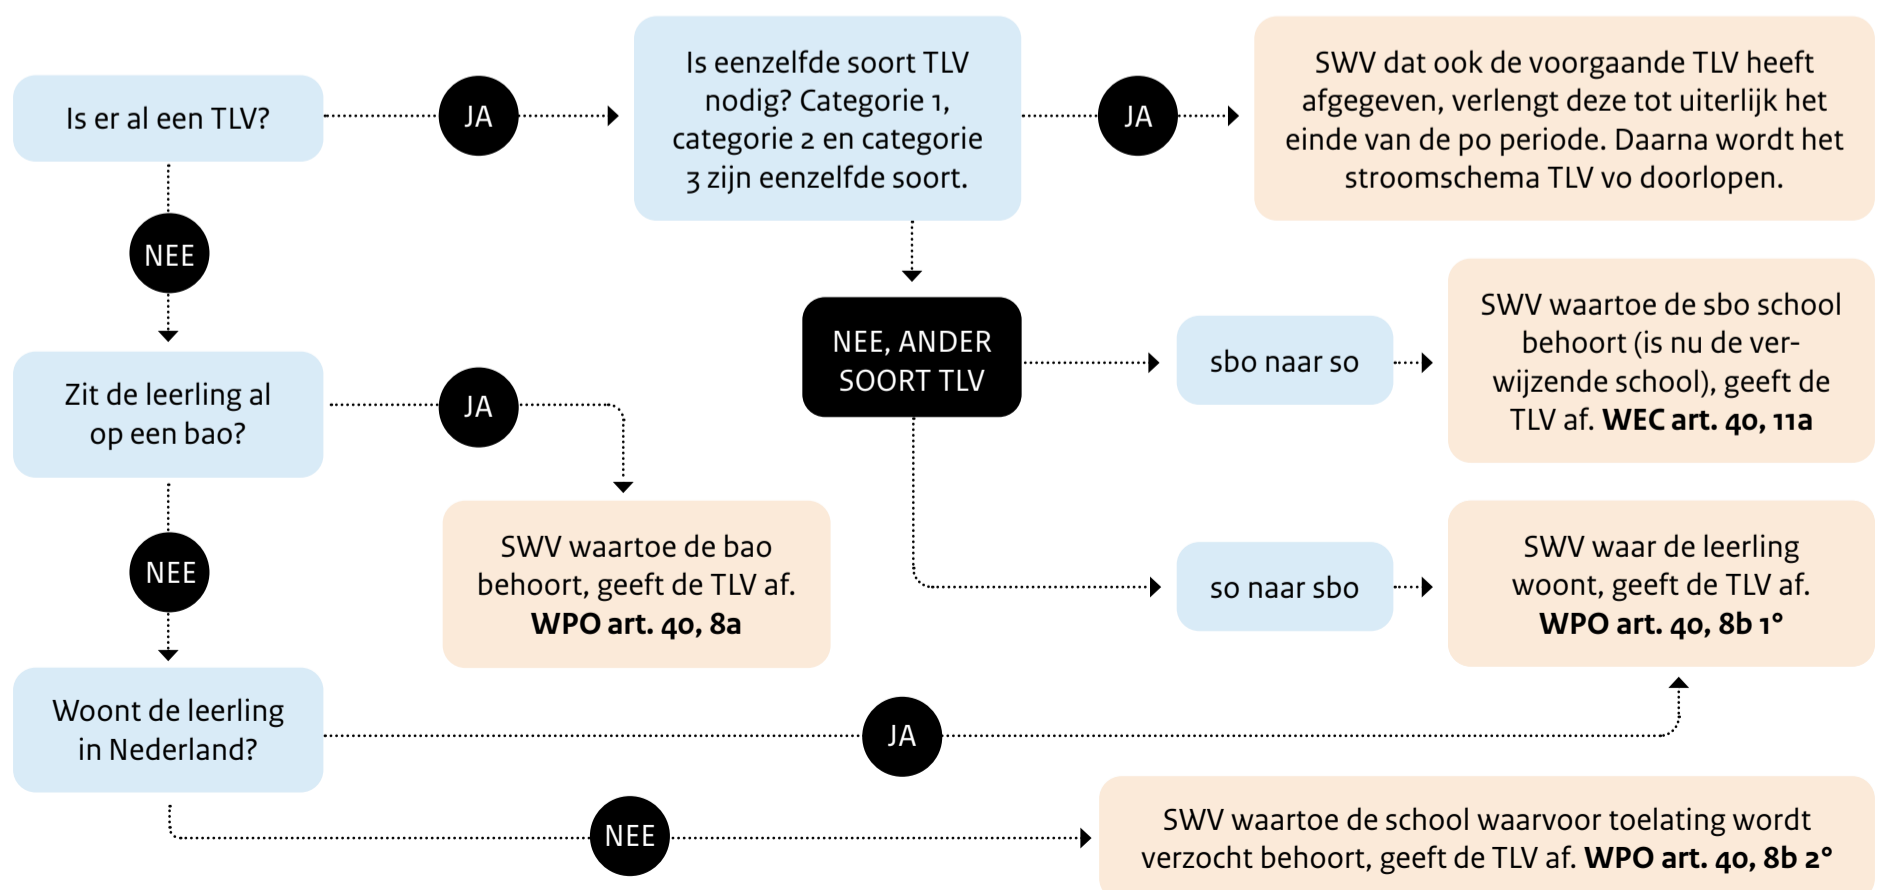 Is er al een TLV?
JA
Is eenzelfde soort TLV
nodig? Categorie 1,
categorie 2 en categorie
3 zijn eenzelfde soort.
JA
SWV dat ook de voorgaande TLV heeft
afgegeven, verlengt deze tot uiterlijk het
einde van de po periode. Daarna wordt het
stroomschema TLV vo doorlopen.
NEE
NEE, ANDER
SOORT TLV
sbo naar so
SWV waartoe de sbo school
behoort (is nu de ver-
wijzende school), geeft de
TLV af. WEC art. 40, 11a
Zit de leerling al
op een bao?
JA
SWV waartoe de bao
behoort, geeft de TLV af.
WPO art. 40, 8a
so naar sbo
SWV waar de leerling
woont, geeft de TLV af.
WPO art. 40, 8b 1°
NEE
Woont de leerling
in Nederland?
JA
NEE
SWV waartoe de school waarvoor toelating wordt
verzocht behoort, geeft de TLV af. WPO art. 40, 8b 2°